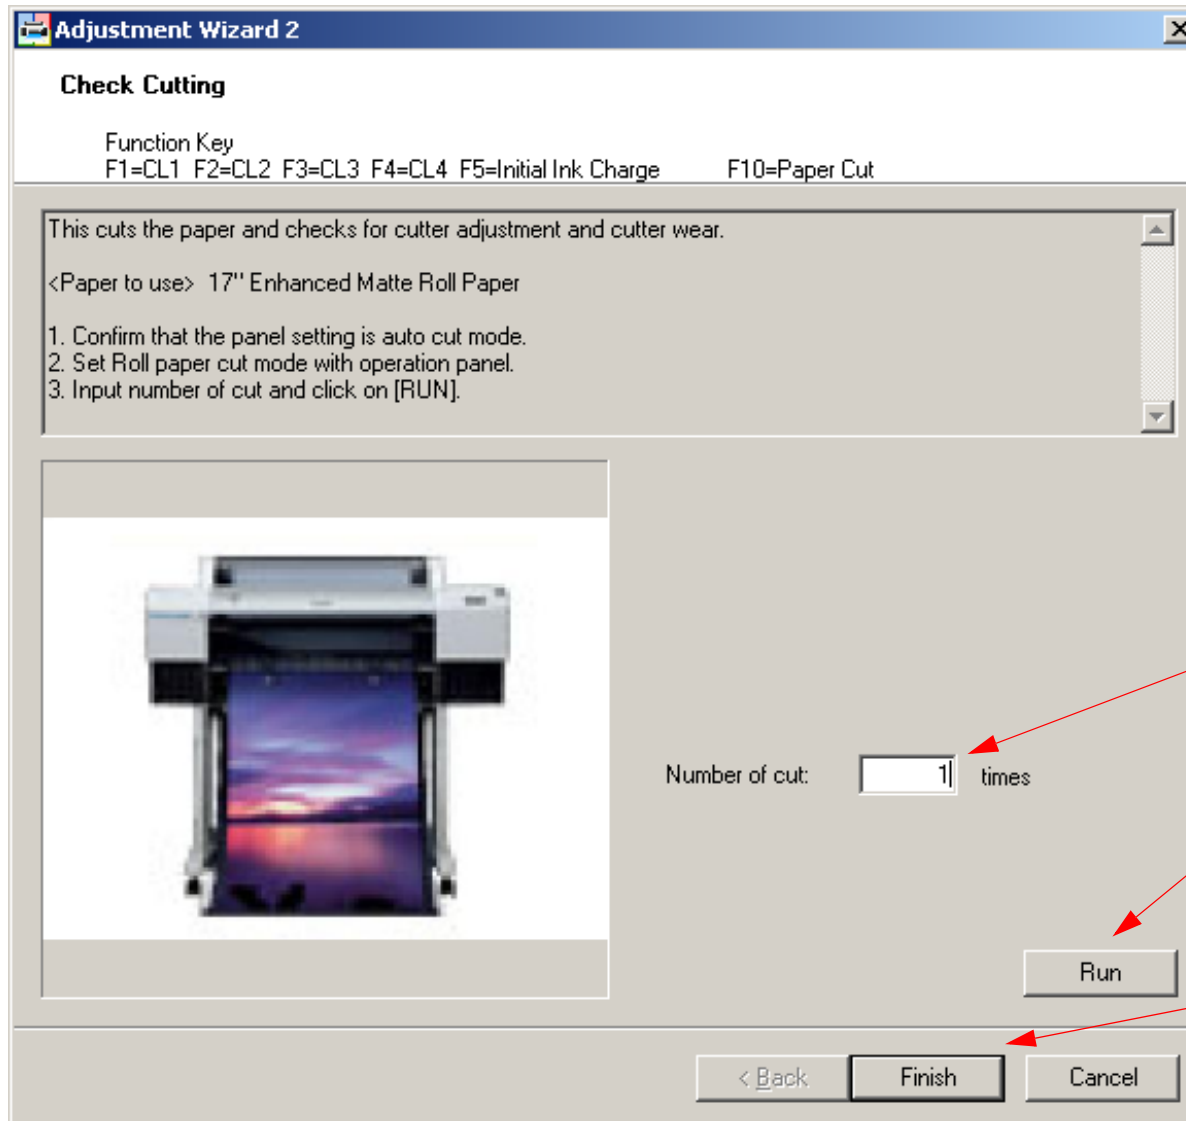 Adjustment Wizard 2
Check Cutting
Function Key
F1=CL1 F2=CL2 F3=CL3 F4=CL4 F5=Initial Ink Charge F10=Paper Cut
This cuts the paper and checks for cutter adjustment and cutter wear.
<Paper to use> 17" Enhanced Matte Roll Paper
1. Confirm that the panel setting is auto cut mode.
2. Set Roll paper cut mode with operation panel.
3. Input number of cut and click on [RUN].
Number of cut: 1 times
Run
< Back Finish Cancel